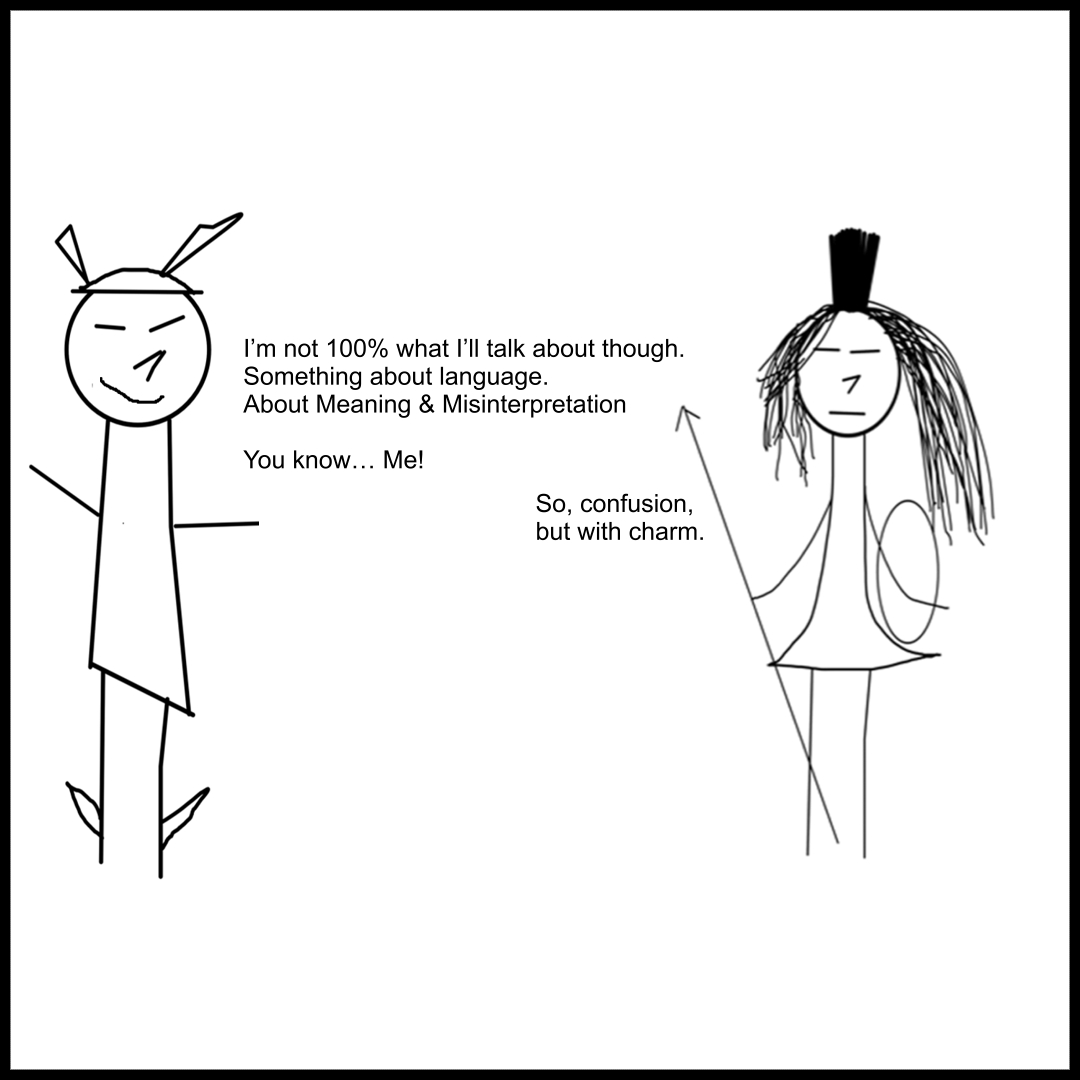 I’m not 100% what I’ll talk about though.
Something about language.
About Meaning & Misinterpretation
You know… Me!
So, confusion,
but with charm.